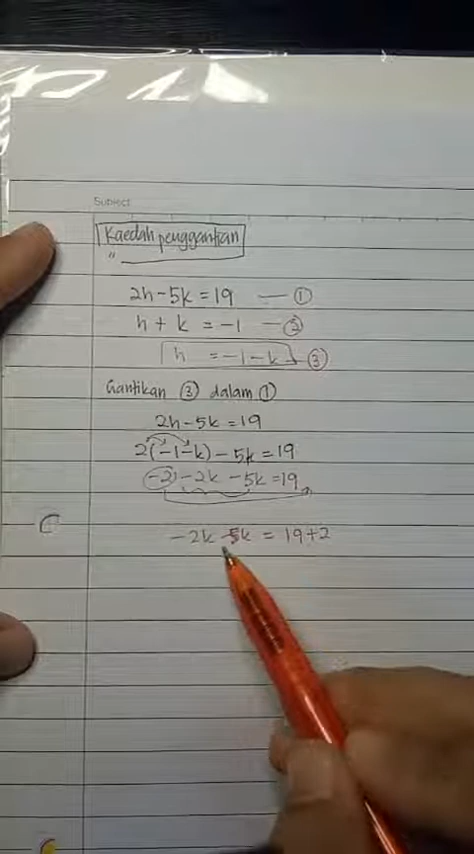 Subject
Kaedah penggantian
2h-5k=19 — ①
h + k = -1 — ②
h = -1-k — ③
Gantikan ③ dalam ①
2h-5k=19
2(-1-k)-5k=19
-2-2k-5k=19
-2k-5k = 19+2